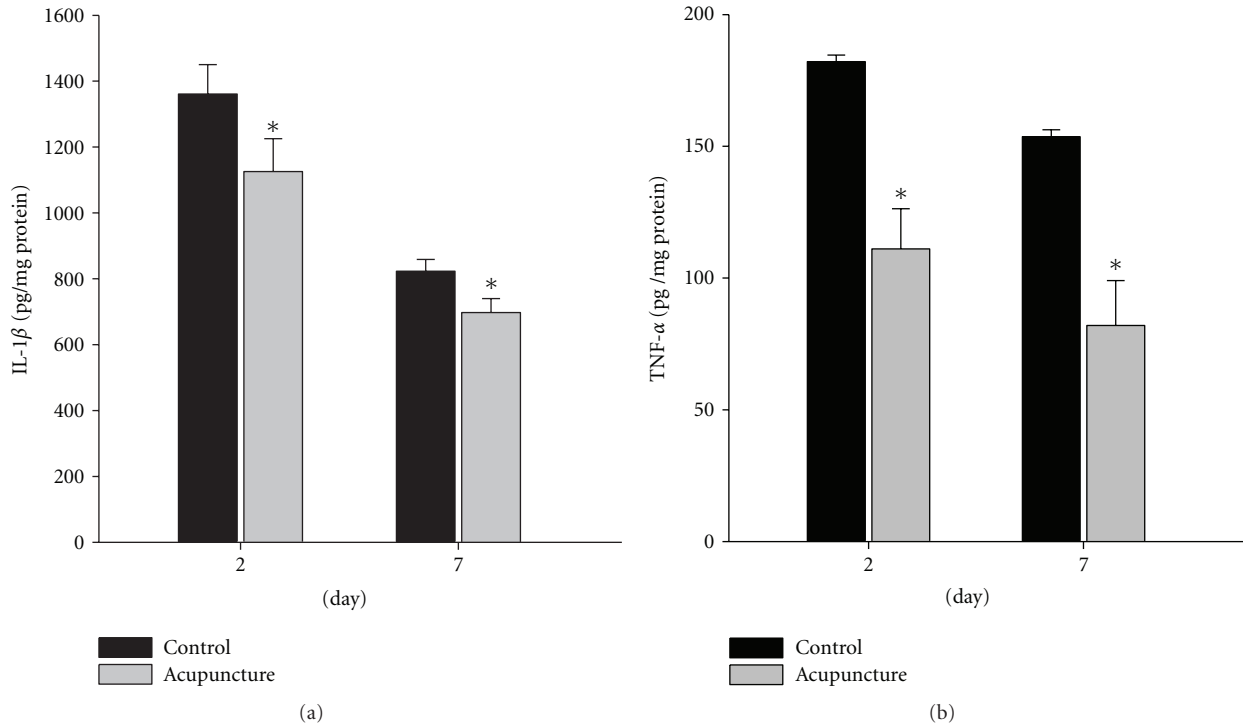 1600
1400
1200
1000
800
600
400
200
0
IL-1β (pg/mg protein)
*
*
2
7
(day)
Control
Acupuncture
(a)
200
150
100
50
0
TNF-α (pg /mg protein)
*
*
2
7
(day)
Control
Acupuncture
(b)